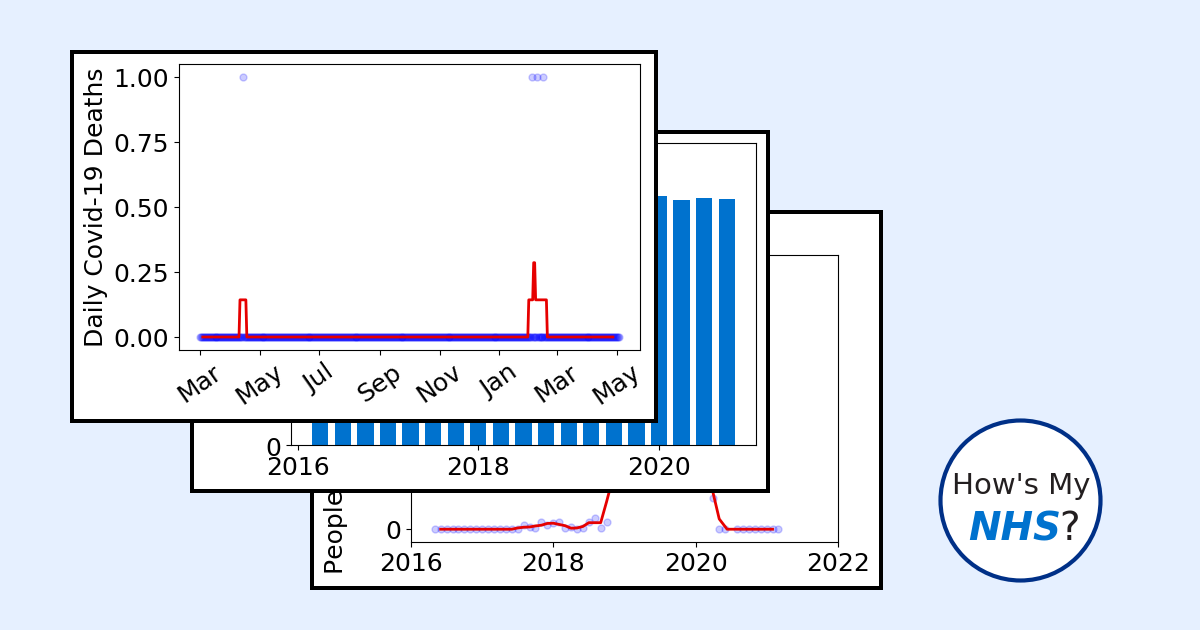 Daily Covid-19 Deaths
1.00
0.75
0.50
0.25
0.00
Mar May Jul Sep Nov Jan Mar May
0
2016 2018 2020
People
0
2016 2018 2020 2022
How's My
NHS?